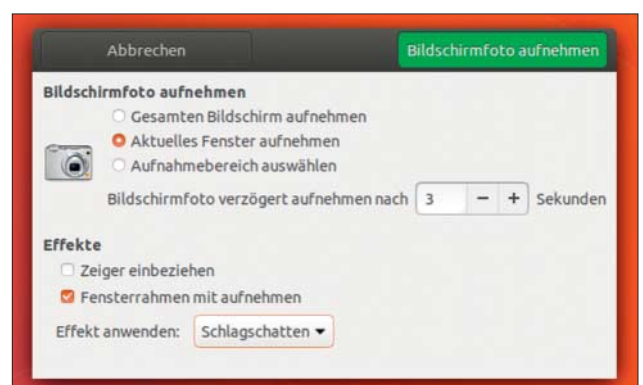 Abbrechen
Bildschirmfoto aufnehmen
Bildschirmfoto aufnehmen
Gesamten Bildschirm aufnehmen
Aktuelles Fenster aufnehmen
Aufnahmebereich auswählen
Bildschirmfoto verzögert aufnehmen nach 3 − + Sekunden
Effekte
Zeiger einbeziehen
Fensterrahmen mit aufnehmen
Effekt anwenden: Schlagschatten